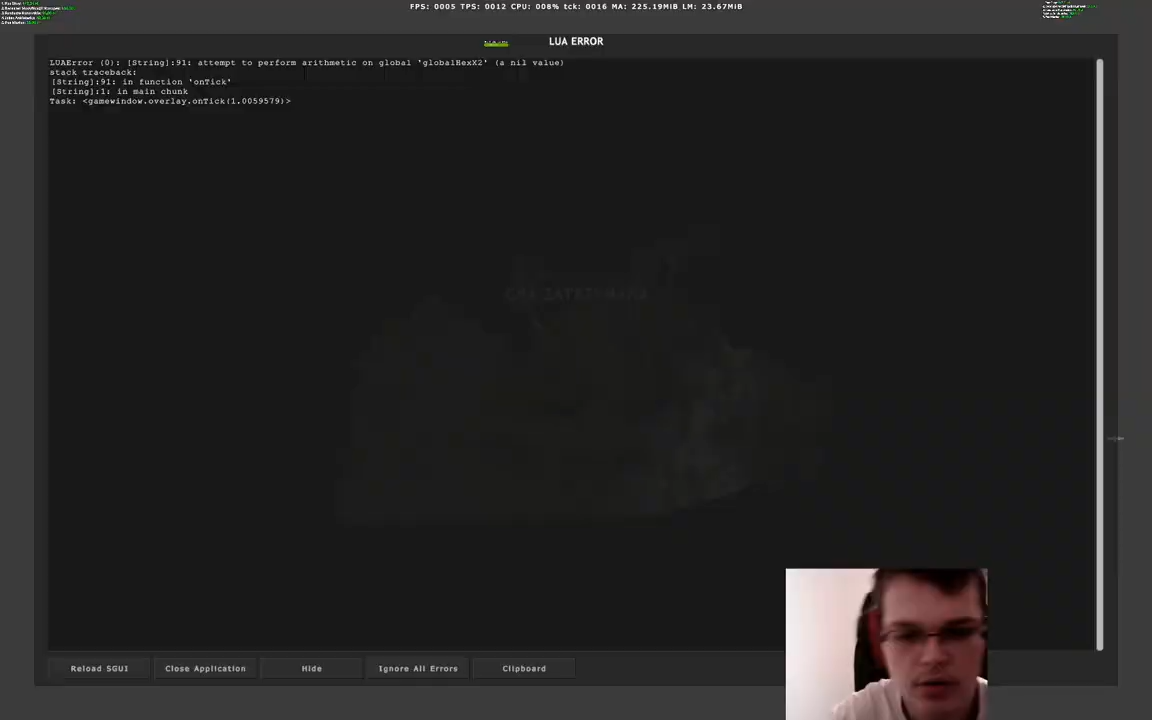 FPS: 0005 TPS: 0012 CPU: 008% tck: 0016 MA: 225.19MiB LM: 23.67MiB
LUA ERROR
LUAError (0): [String]:91: attempt to perform arithmetic on global 'globalHexX2' (a nil value)
stack traceback:
[String]:91: in function 'onTick'
[String]:1: in main chunk
Task: <gamewindow.overlay.onTick(1.0059579)>
Reload SGUI
Close Application
Hide
Ignore All Errors
Clipboard